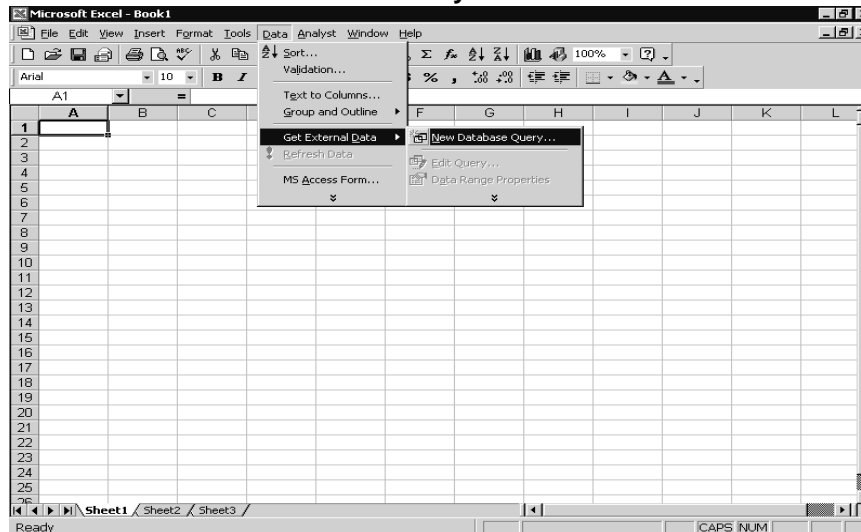 Microsoft Excel - Book1
File Edit View Insert Format Tools Data Analyst Window Help
100%
Arial 10 B I % ,
A1 =
Sort...
Validation...
Text to Columns...
Group and Outline
Get External Data
Refresh Data
MS Access Form...
New Database Query...
Edit Query...
Data Range Properties
A B C F G H I J K L
1
2
3
4
5
6
7
8
9
10
11
12
13
14
15
16
17
18
19
20
21
22
23
24
25
26
Sheet1 Sheet2 Sheet3
Ready CAPS NUM